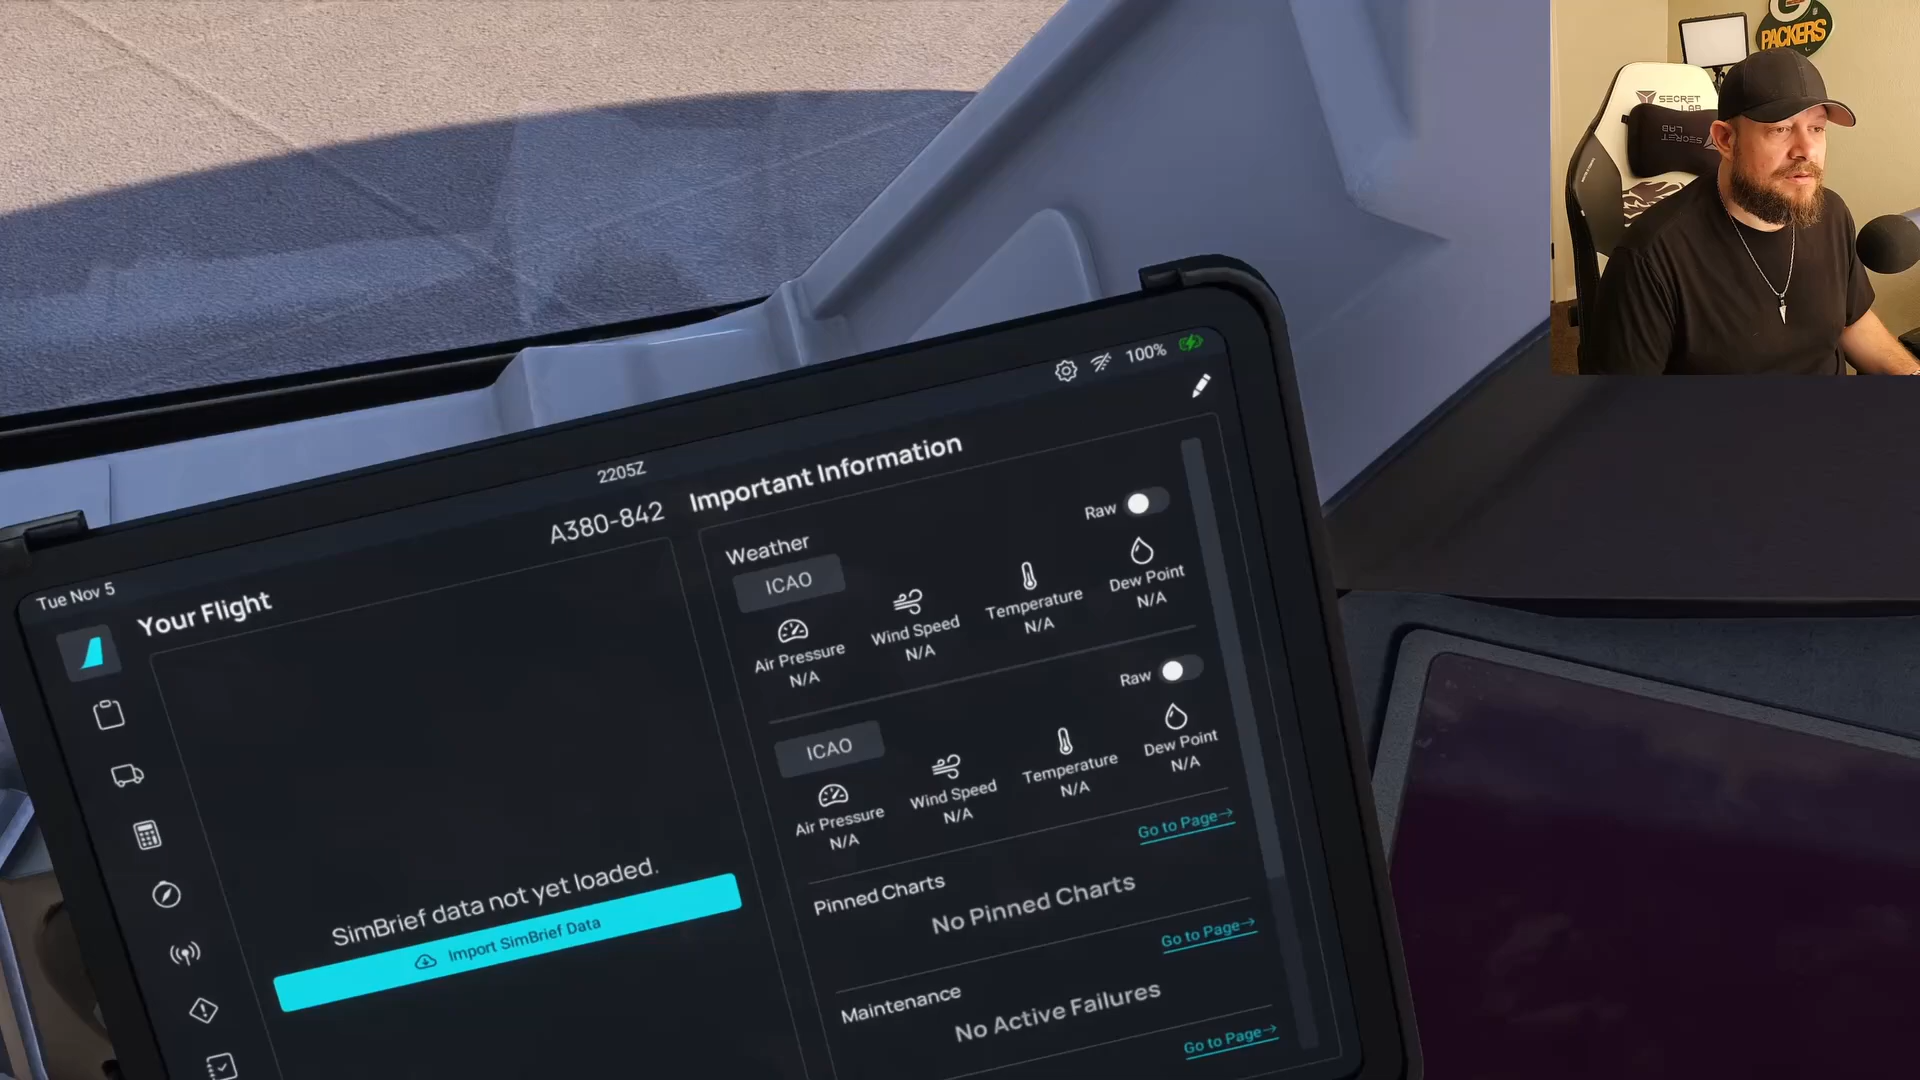 G
PACKERS
SECRET
LAB
SECRET
LAB
100%
2205Z
A380-842
Tue Nov 5
Your Flight
SimBrief data not yet loaded.
Import SimBrief Data
Important Information
Weather
Raw
ICAO
Air Pressure
N/A
Wind Speed
N/A
Temperature
N/A
Dew Point
N/A
Raw
ICAO
Air Pressure
N/A
Wind Speed
N/A
Temperature
N/A
Dew Point
N/A
Pinned Charts
Go to Page→
No Pinned Charts
Maintenance
Go to Page→
No Active Failures
Go to Page→